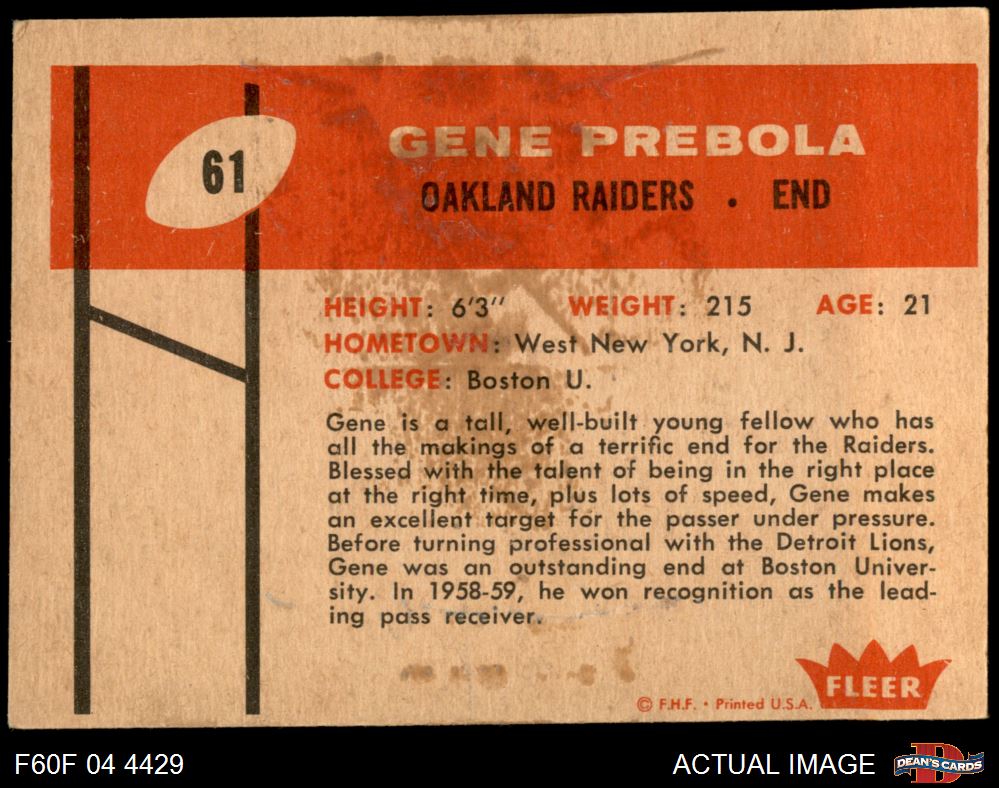 61
GENE PREBOLA
OAKLAND RAIDERS . END
HEIGHT: 6'3" WEIGHT: 215 AGE: 21
HOMETOWN: West New York, N. J.
COLLEGE: Boston U.
Gene is a tall, well-built young fellow who has
all the makings of a terrific end for the Raiders.
Blessed with the talent of being in the right place
at the right time, plus lots of speed, Gene makes
an excellent target for the passer under pressure.
Before turning professional with the Detroit Lions,
Gene was an outstanding end at Boston Univer-
sity. In 1958-59, he won recognition as the lead-
ing pass receiver.
FLEER
© F.H.F. • Printed U.S.A.
F60F 04 4429
ACTUAL IMAGE
DEAN'S CARDS